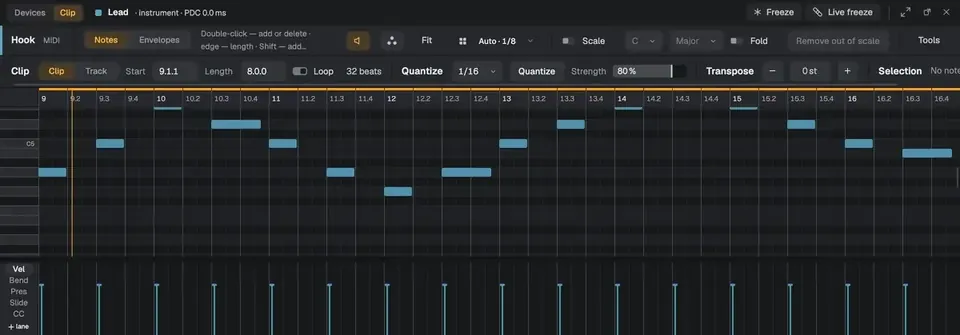 Devices Clip Lead · instrument · PDC 0.0 ms Freeze Live freeze
Hook MIDI Notes Envelopes Double-click — add or delete · edge — length · Shift — add… Fit Auto · 1/8 Scale C Major Fold Remove out of scale Tools
Clip Clip Track Start 9.1.1 Length 8.0.0 Loop 32 beats Quantize 1/16 Quantize Strength 80% Transpose − 0 st + Selection No note
9 9.2 9.3 9.4 10 10.2 10.3 10.4 11 11.2 11.3 11.4 12 12.2 12.3 12.4 13 13.2 13.3 13.4 14 14.2 14.3 14.4 15 15.2 15.3 15.4 16 16.2 16.3 16.4
C5
Vel
Bend
Pres
Slide
CC
+ lane